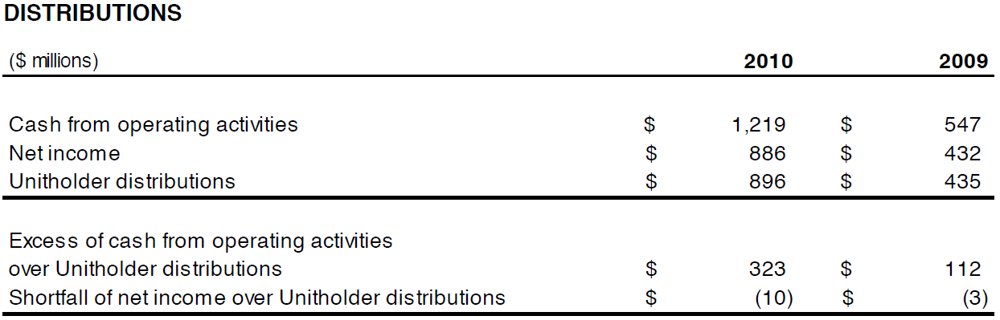 DISTRIBUTIONS
($ millions) 2010 2009
Cash from operating activities $ 1,219 $ 547
Net income $ 886 $ 432
Unitholder distributions $ 896 $ 435
Excess of cash from operating activities
over Unitholder distributions $ 323 $ 112
Shortfall of net income over Unitholder distributions $ (10) $ (3)